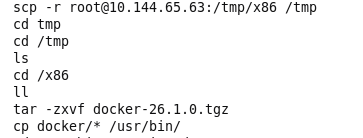 scp -r root@10.144.65.63:/tmp/x86 /tmp
cd tmp
cd /tmp
ls
cd /x86
ll
tar -zxvf docker-26.1.0.tgz
cp docker/* /usr/bin/